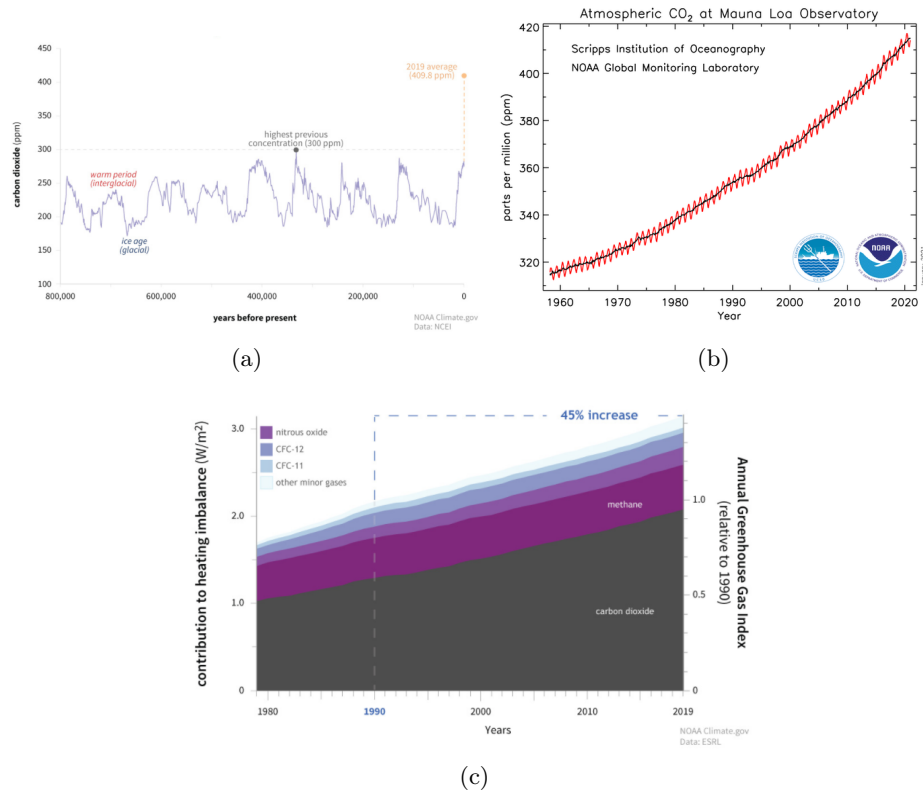 450
400
350
300
250
200
150
100
carbon dioxide (ppm)
2019 average
(409.8 ppm)
highest previous
concentration (300 ppm)
warm period
(interglacial)
ice age
(glacial)
800,000
600,000
400,000
200,000
0
years before present
NOAA Climate.gov
Data: NCEI
(a)
Atmospheric CO2 at Mauna Loa Observatory
Scripps Institution of Oceanography
NOAA Global Monitoring Laboratory
parts per million (ppm)
400
380
360
340
320
420
1960
1970
1980
1990
2000
2010
2020
Year
NOAA
(b)
45% increase
3.0
2.0
1.0
0
contribution to heating imbalance (W/m²)
nitrous oxide
CFC-12
CFC-11
other minor gases
methane
carbon dioxide
1.0
0.5
0
Annual Greenhouse Gas Index
(relative to 1990)
1980
1990
2000
2010
2019
Years
NOAA Climate.gov
Data: ESRL
(c)